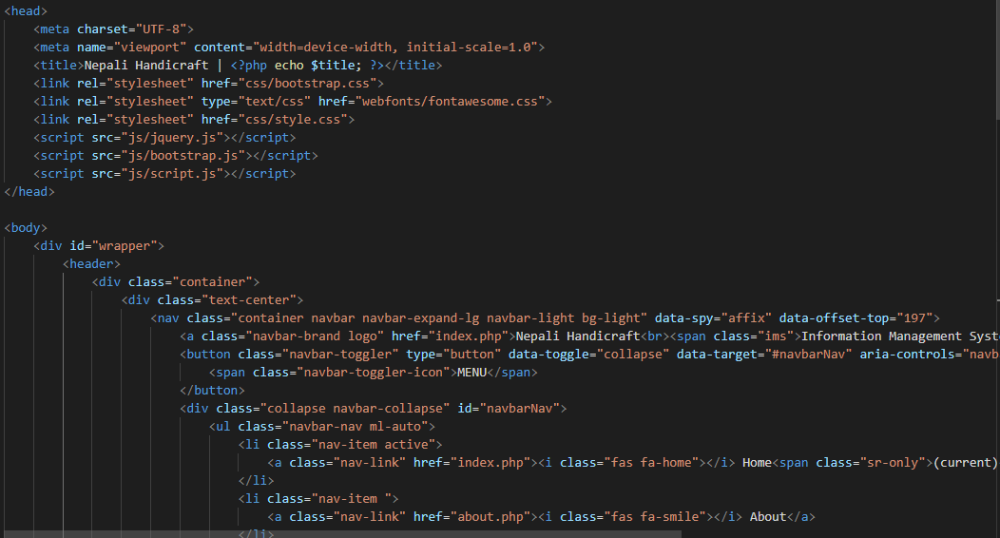 <head>
<meta charset="UTF-8">
<meta name="viewport" content="width=device-width, initial-scale=1.0">
<title>Nepali Handicraft | <?php echo $title; ?></title>
<link rel="stylesheet" href="css/bootstrap.css">
<link rel="stylesheet" type="text/css" href="webfonts/fontawesome.css">
<link rel="stylesheet" href="css/style.css">
<script src="js/jquery.js"></script>
<script src="js/bootstrap.js"></script>
<script src="js/script.js"></script>
</head>
<body>
<div id="wrapper">
<header>
<div class="container">
<div class="text-center">
<nav class="container navbar navbar-expand-lg navbar-light bg-light" data-spy="affix" data-offset-top="197">
<a class="navbar-brand logo" href="index.php">Nepali Handicraft<br><span class="ims">Information Management Syst
<button class="navbar-toggler" type="button" data-toggle="collapse" data-target="#navbarNav" aria-controls="navb
<span class="navbar-toggler-icon">MENU</span>
</button>
<div class="collapse navbar-collapse" id="navbarNav">
<ul class="navbar-nav ml-auto">
<li class="nav-item active">
<a class="nav-link" href="index.php"><i class="fas fa-home"></i> Home<span class="sr-only">(current)
</li>
<li class="nav-item ">
<a class="nav-link" href="about.php"><i class="fas fa-smile"></i> About</a>
</li>